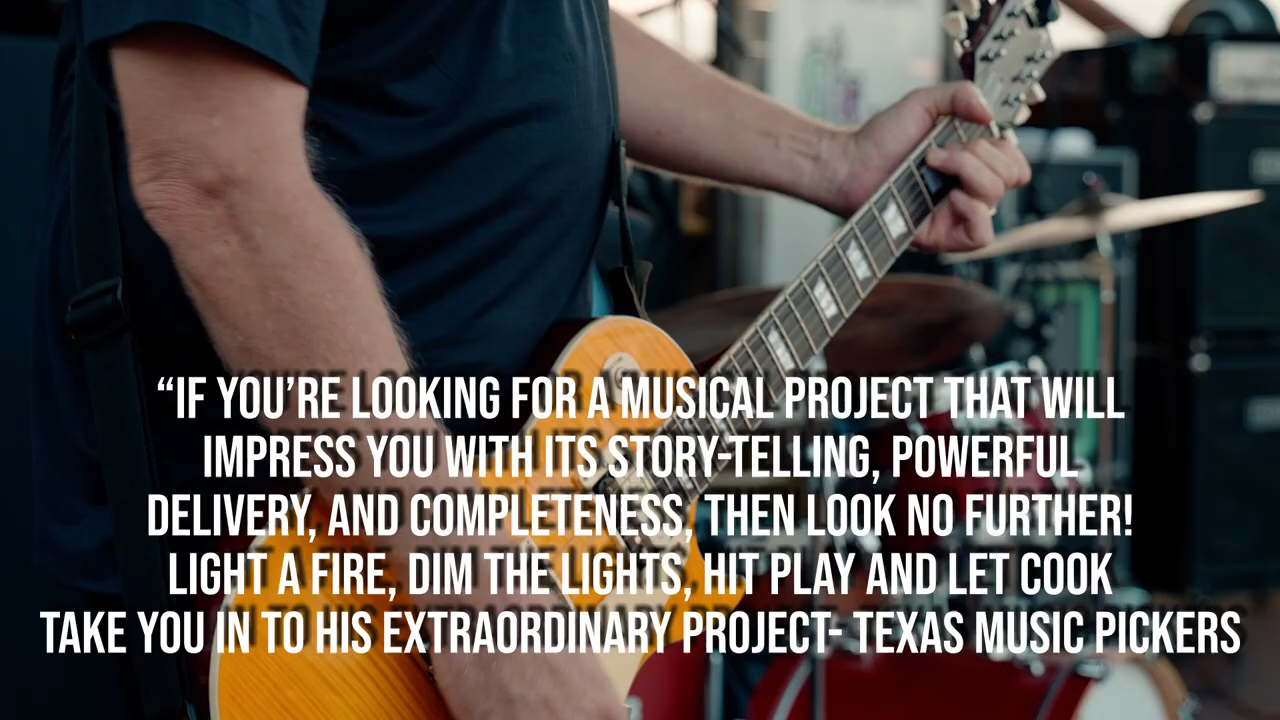 “IF YOU’RE LOOKING FOR A MUSICAL PROJECT THAT WILL
IMPRESS YOU WITH ITS STORY-TELLING, POWERFUL
DELIVERY, AND COMPLETENESS, THEN LOOK NO FURTHER!
LIGHT A FIRE, DIM THE LIGHTS, HIT PLAY AND LET COOK
TAKE YOU IN TO HIS EXTRAORDINARY PROJECT- TEXAS MUSIC PICKERS